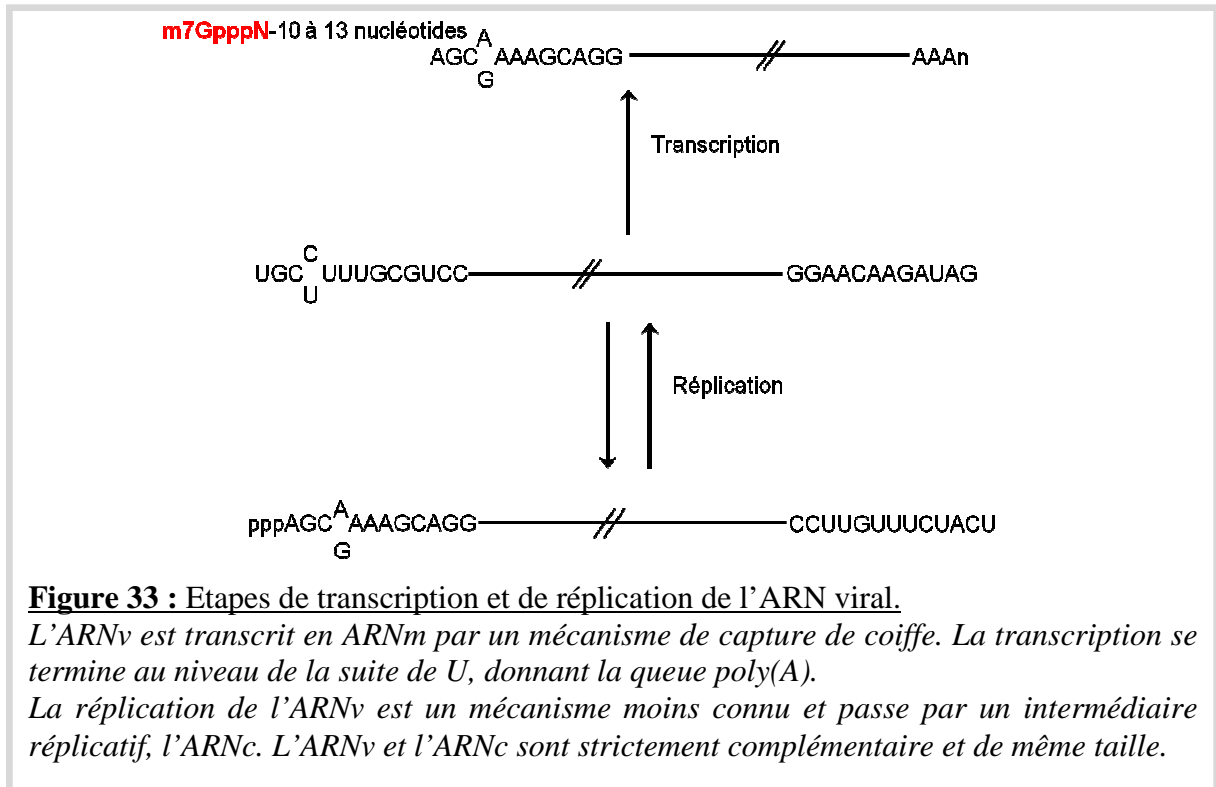 m7GpppN-10 à 13 nucléotides
A
AGC AAAGCAGG AAAn
G
Transcription
C
UGC UUUGCGUCC GGAACAAGAUAG
U
Réplication
A
pppAGC AAAGCAGG CCUUGUUUCUACU
G
Figure 33 : Etapes de transcription et de réplication de l’ARN viral.
L’ARNv est transcrit en ARNm par un mécanisme de capture de coiffe. La transcription se
termine au niveau de la suite de U, donnant la queue poly(A).
La réplication de l’ARNv est un mécanisme moins connu et passe par un intermédiaire
réplicatif, l’ARNc. L’ARNv et l’ARNc sont strictement complémentaire et de même taille.